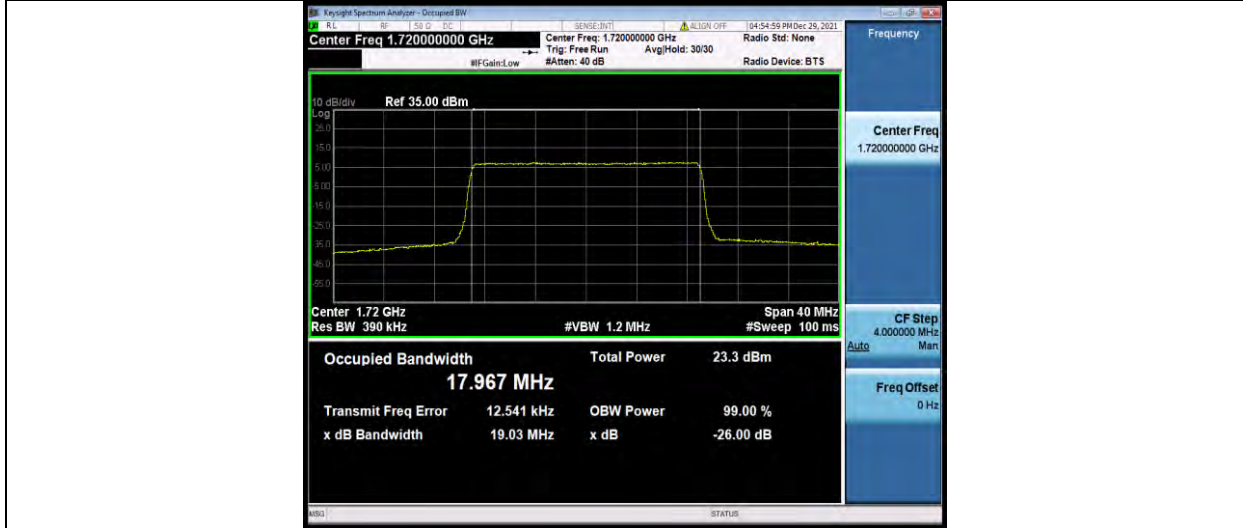 Keysight Spectrum Analyzer - Occupied BW
RL RF 50 Ω DC SENSE:INT ALIGN OFF 04:54:59 PM Dec 29, 2021
Center Freq 1.720000000 GHz
Center Freq: 1.720000000 GHz
Radio Std: None
Trig: Free Run Avg|Hold: 30/30
#IFGain:Low
#Atten: 40 dB
Radio Device: BTS
10 dB/div Ref 35.00 dBm
Log
25.0
15.0
5.00
-5.00
-15.0
-25.0
-35.0
-45.0
-55.0
Center 1.72 GHz Span 40 MHz
Res BW 390 kHz #VBW 1.2 MHz #Sweep 100 ms
Occupied Bandwidth Total Power 23.3 dBm
17.967 MHz
Transmit Freq Error 12.541 kHz OBW Power 99.00 %
x dB Bandwidth 19.03 MHz x dB -26.00 dB
MSG STATUS
Frequency
Center Freq
1.720000000 GHz
CF Step
4.000000 MHz
Auto Man
Freq Offset
0 Hz